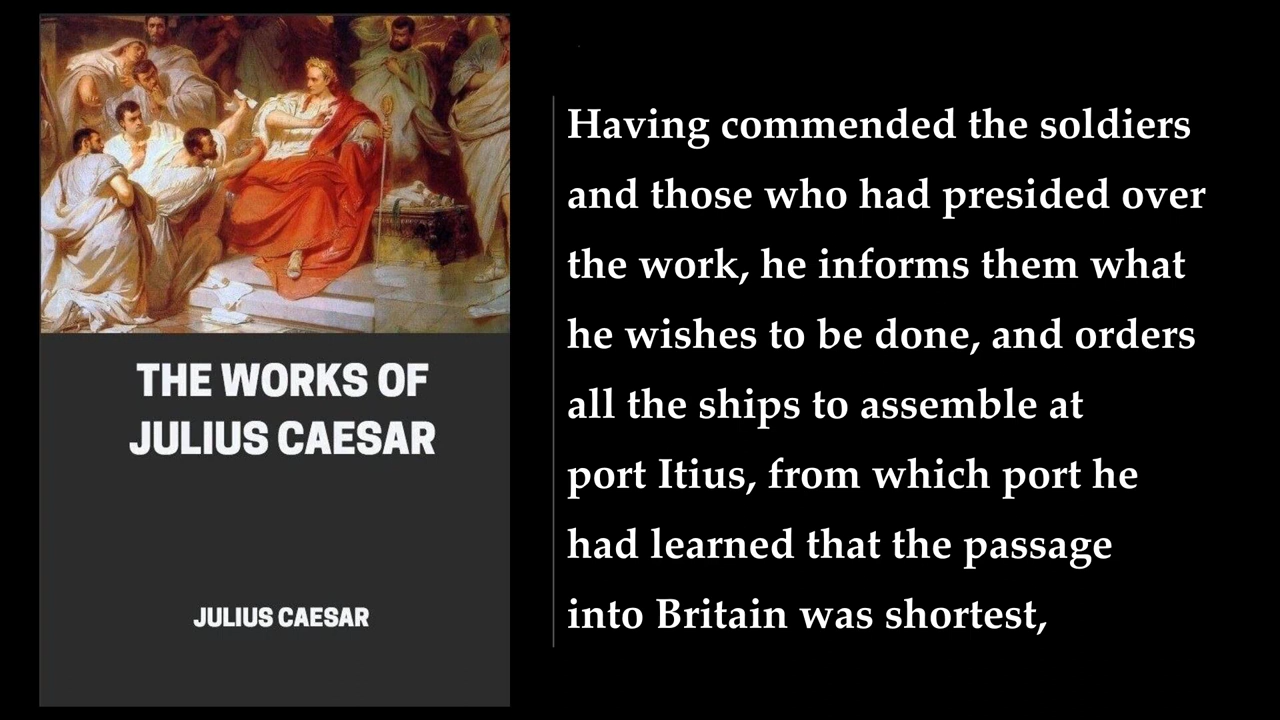 THE WORKS OF
JULIUS CAESAR
JULIUS CAESAR
Having commended the soldiers
and those who had presided over
the work, he informs them what
he wishes to be done, and orders
all the ships to assemble at
port Itius, from which port he
had learned that the passage
into Britain was shortest,